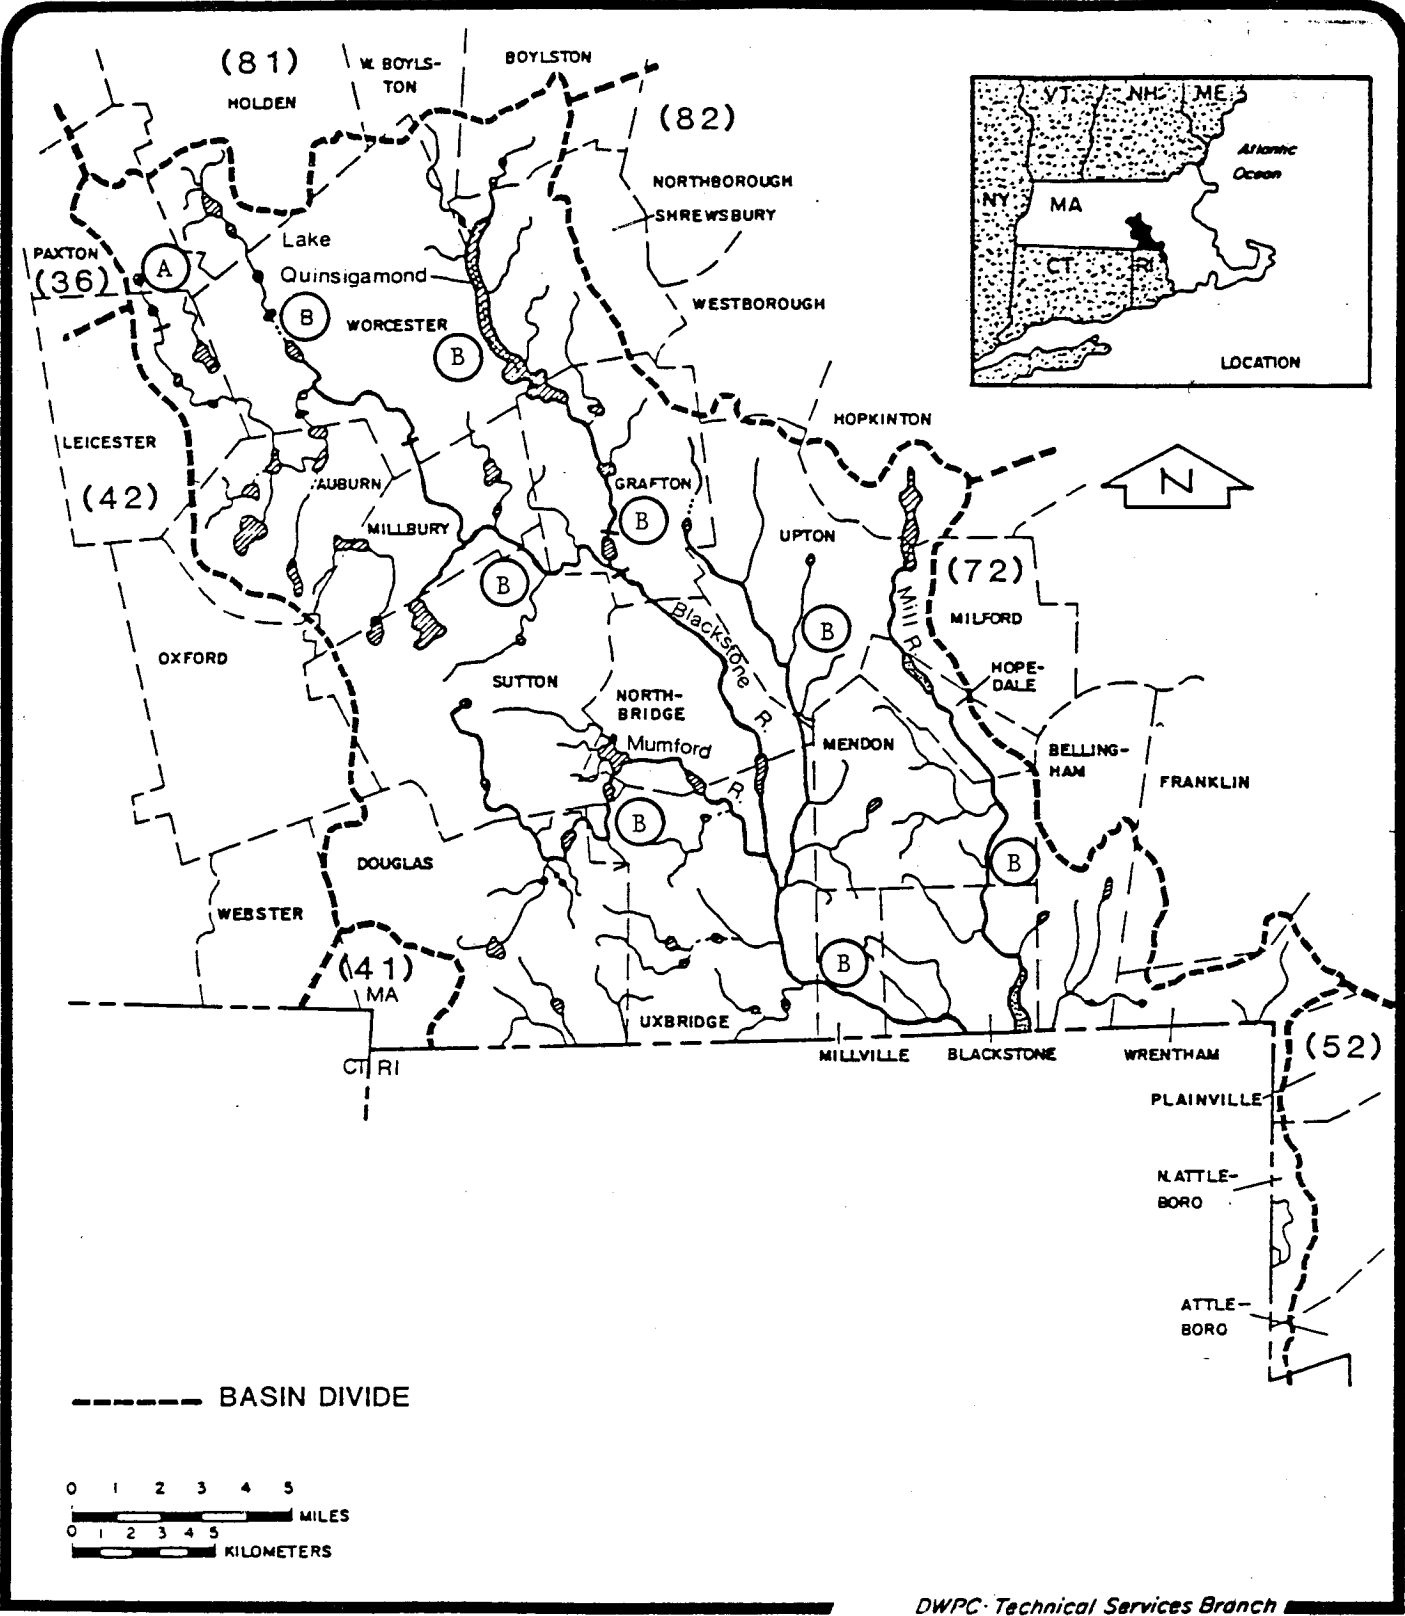 (81)
HOLDEN
W. BOYLS-
TON
BOYLSTON
(82)
NORTHBOROUGH
SHREWSBURY
WESTBOROUGH
VT
NH
ME
Atlantic
Ocean
NY
MA
CT
RI
LOCATION
PAXTON
(36)
A
Lake
Quinsigamond
B
WORCESTER
B
HOPKINTON
LEICESTER
(42)
AUBURN
MILLBURY
GRAFTON
B
UPTON
N
(72)
MILFORD
B
Blackstone R.
B
Mill R.
HOPE-
DALE
OXFORD
SUTTON
NORTH-
BRIDGE
Mumford R.
MENDON
BELLING-
HAM
FRANKLIN
B
B
DOUGLAS
WEBSTER
(41)
MA
B
UXBRIDGE
MILLVILLE
BLACKSTONE
WRENTHAM
(52)
CT
RI
PLAINVILLE
N. ATTLE-
BORO
ATTLE-
BORO
BASIN DIVIDE
0 1 2 3 4 5
MILES
0 1 2 3 4 5
KILOMETERS
DWPC· Technical Services Branch